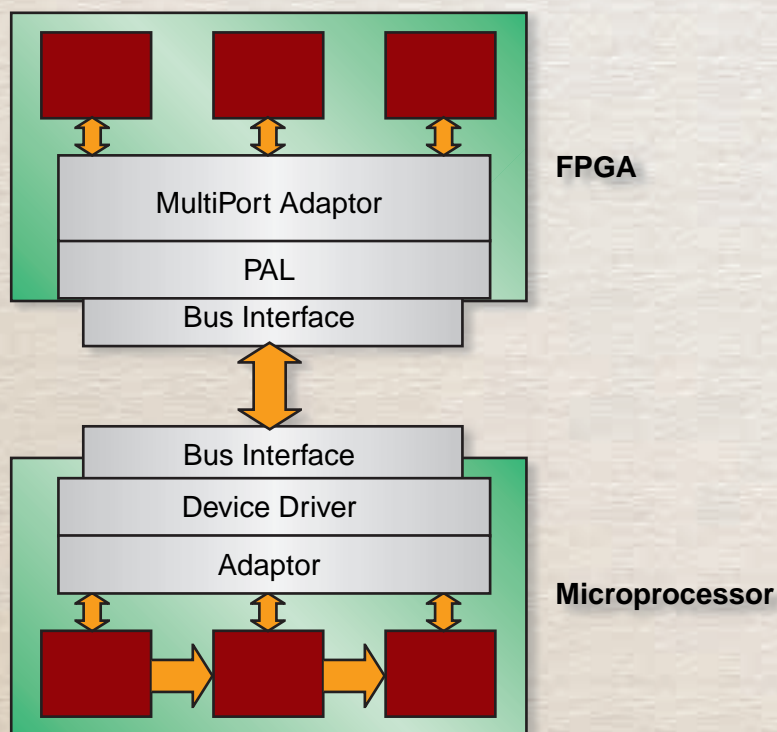 FPGA
MultiPort Adaptor
PAL
Bus Interface
Bus Interface
Device Driver
Adaptor
Microprocessor